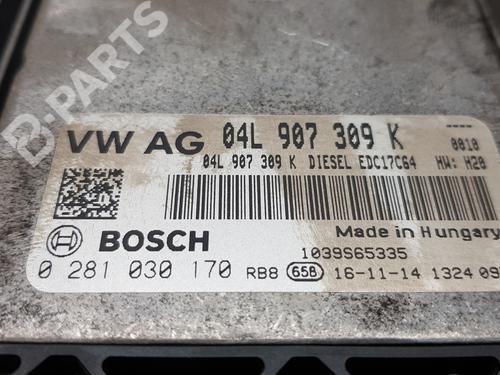 B-PARTS
VW AG 04L 907 309 K ----
04L 907 309 K DIESEL EDC17C64 0010
HW: H20
Made in Hungary
BOSCH 1039S65335
0 281 030 170 RB8 G5B 16-11-14 1324 09